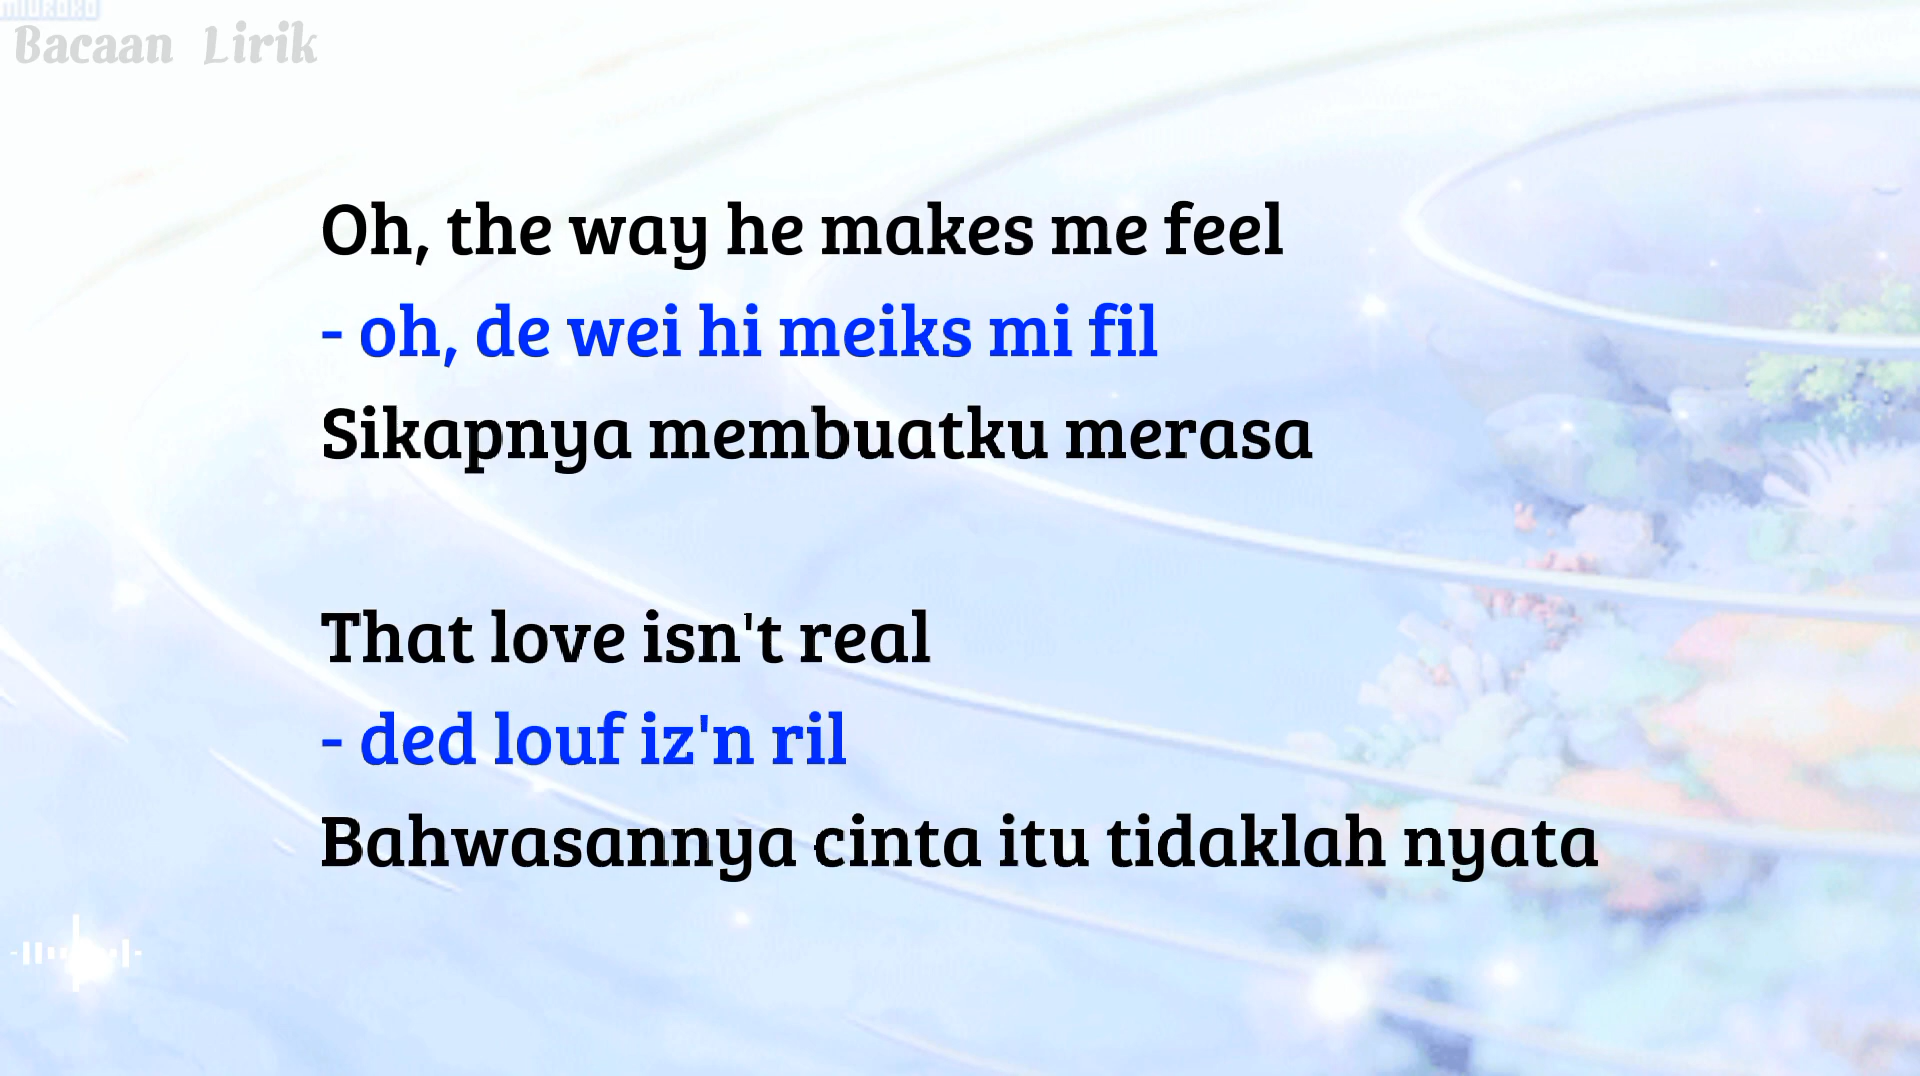 MIUROKO
Bacaan Lirik
Oh, the way he makes me feel
- oh, de wei hi meiks mi fil
Sikapnya membuatku merasa
That love isn't real
- ded louf iz'n ril
Bahwasannya cinta itu tidaklah nyata